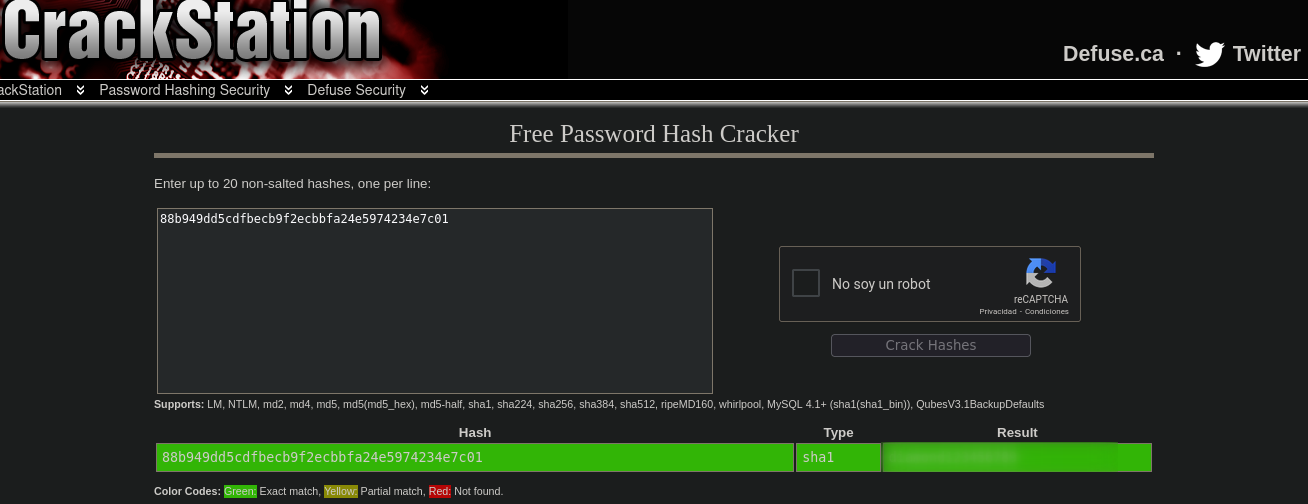 CrackStation
Defuse.ca · Twitter
ackStation Password Hashing Security Defuse Security
Free Password Hash Cracker
Enter up to 20 non-salted hashes, one per line:
88b949dd5cdfbecb9f2ecbbfa24e5974234e7c01
No soy un robot
reCAPTCHA
Privacidad - Condiciones
Crack Hashes
Supports: LM, NTLM, md2, md4, md5, md5(md5_hex), md5-half, sha1, sha224, sha256, sha384, sha512, ripeMD160, whirlpool, MySQL 4.1+ (sha1(sha1_bin)), QubesV3.1BackupDefaults
Hash Type Result
88b949dd5cdfbecb9f2ecbbfa24e5974234e7c01 sha1
Color Codes: Green: Exact match, Yellow: Partial match, Red: Not found.